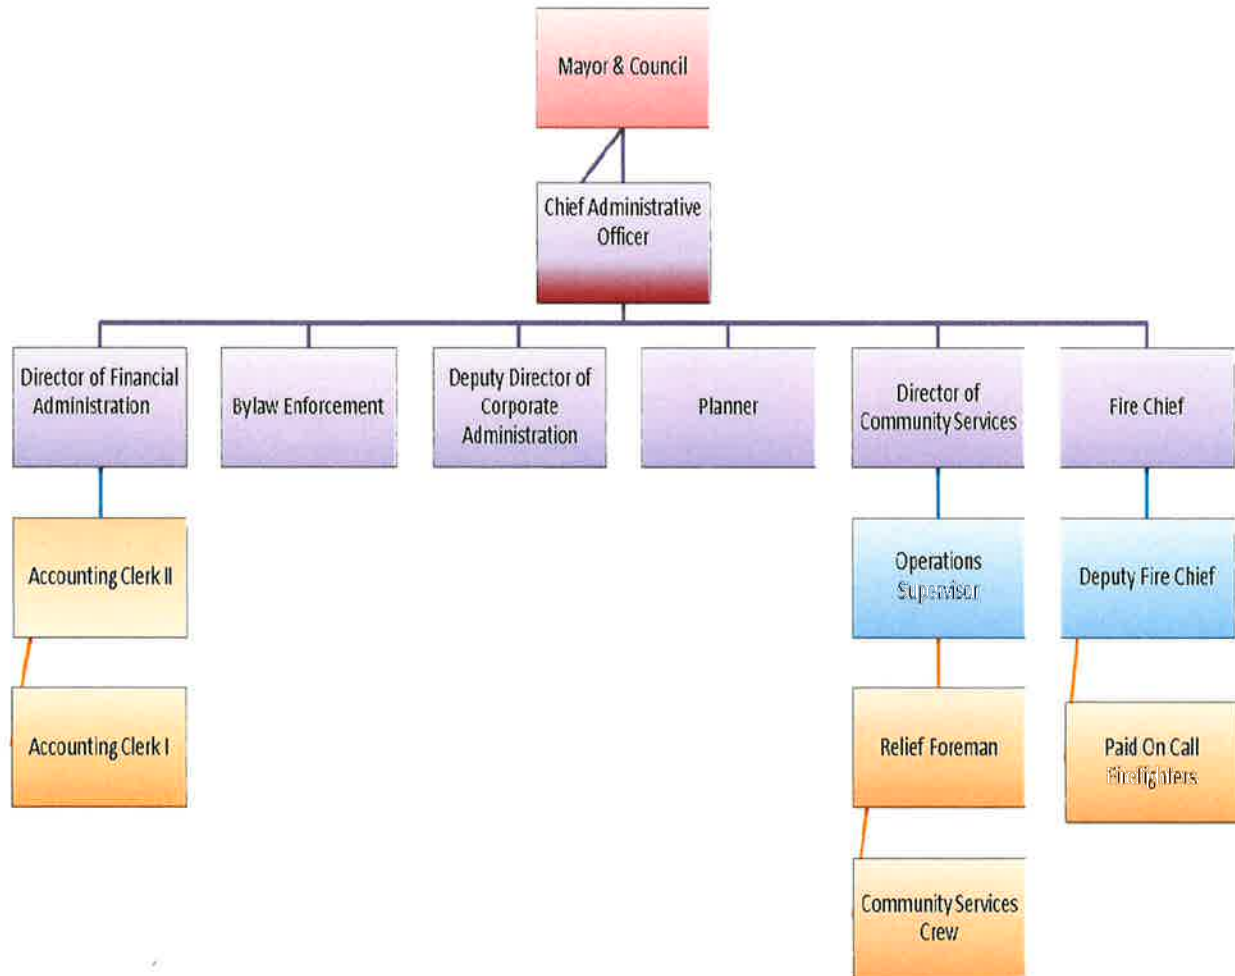 Mayor & Council
Chief Administrative
Officer
Director of Financial
Administration
Bylaw Enforcement
Deputy Director of
Corporate
Administration
Planner
Director of
Community Services
Fire Chief
Accounting Clerk II
Operations
Supervisor
Deputy Fire Chief
Accounting Clerk I
Relief Foreman
Paid On Call
Firefighters
Community Services
Crew